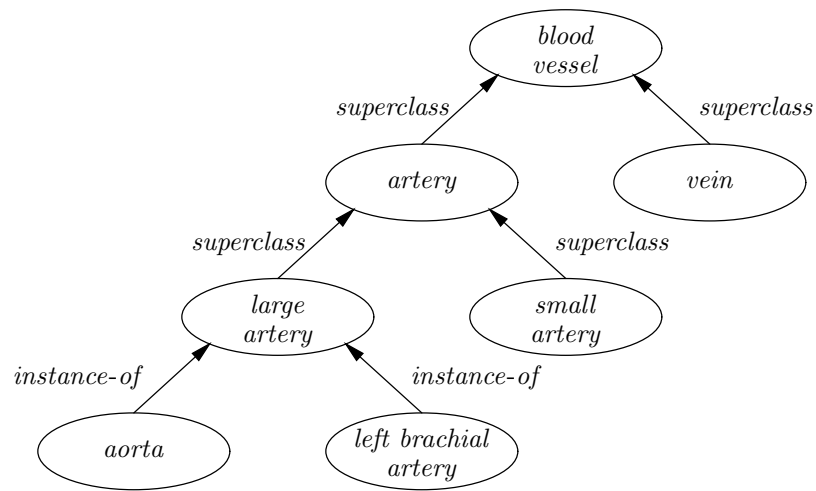 blood
vessel
superclass
superclass
artery
vein
superclass
superclass
large
artery
small
artery
instance-of
instance-of
aorta
left brachial
artery